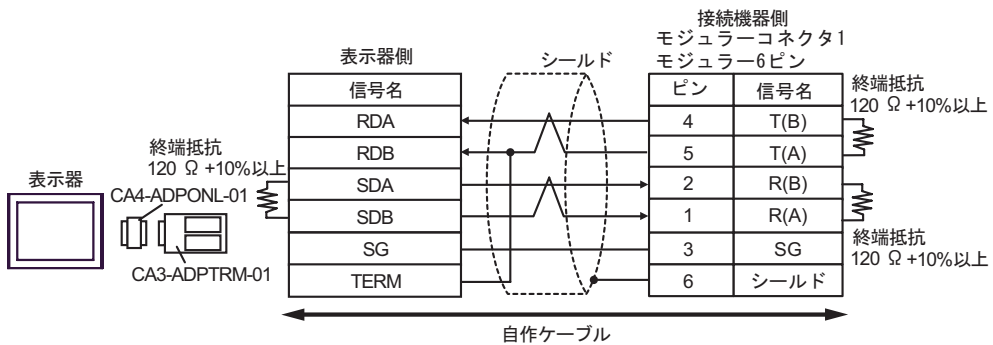 接続機器側
モジュラーコネクタ1
モジュラー6ピン
表示器側
シールド
信号名
ピン
信号名
終端抵抗
120 Ω +10%以上
RDA
4
T(B)
RDB
5
T(A)
終端抵抗
120 Ω +10%以上
表示器
CA4-ADPONL-01
SDA
2
R(B)
SDB
1
R(A)
終端抵抗
120 Ω +10%以上
CA3-ADPTRM-01
SG
3
SG
TERM
6
シールド
自作ケーブル